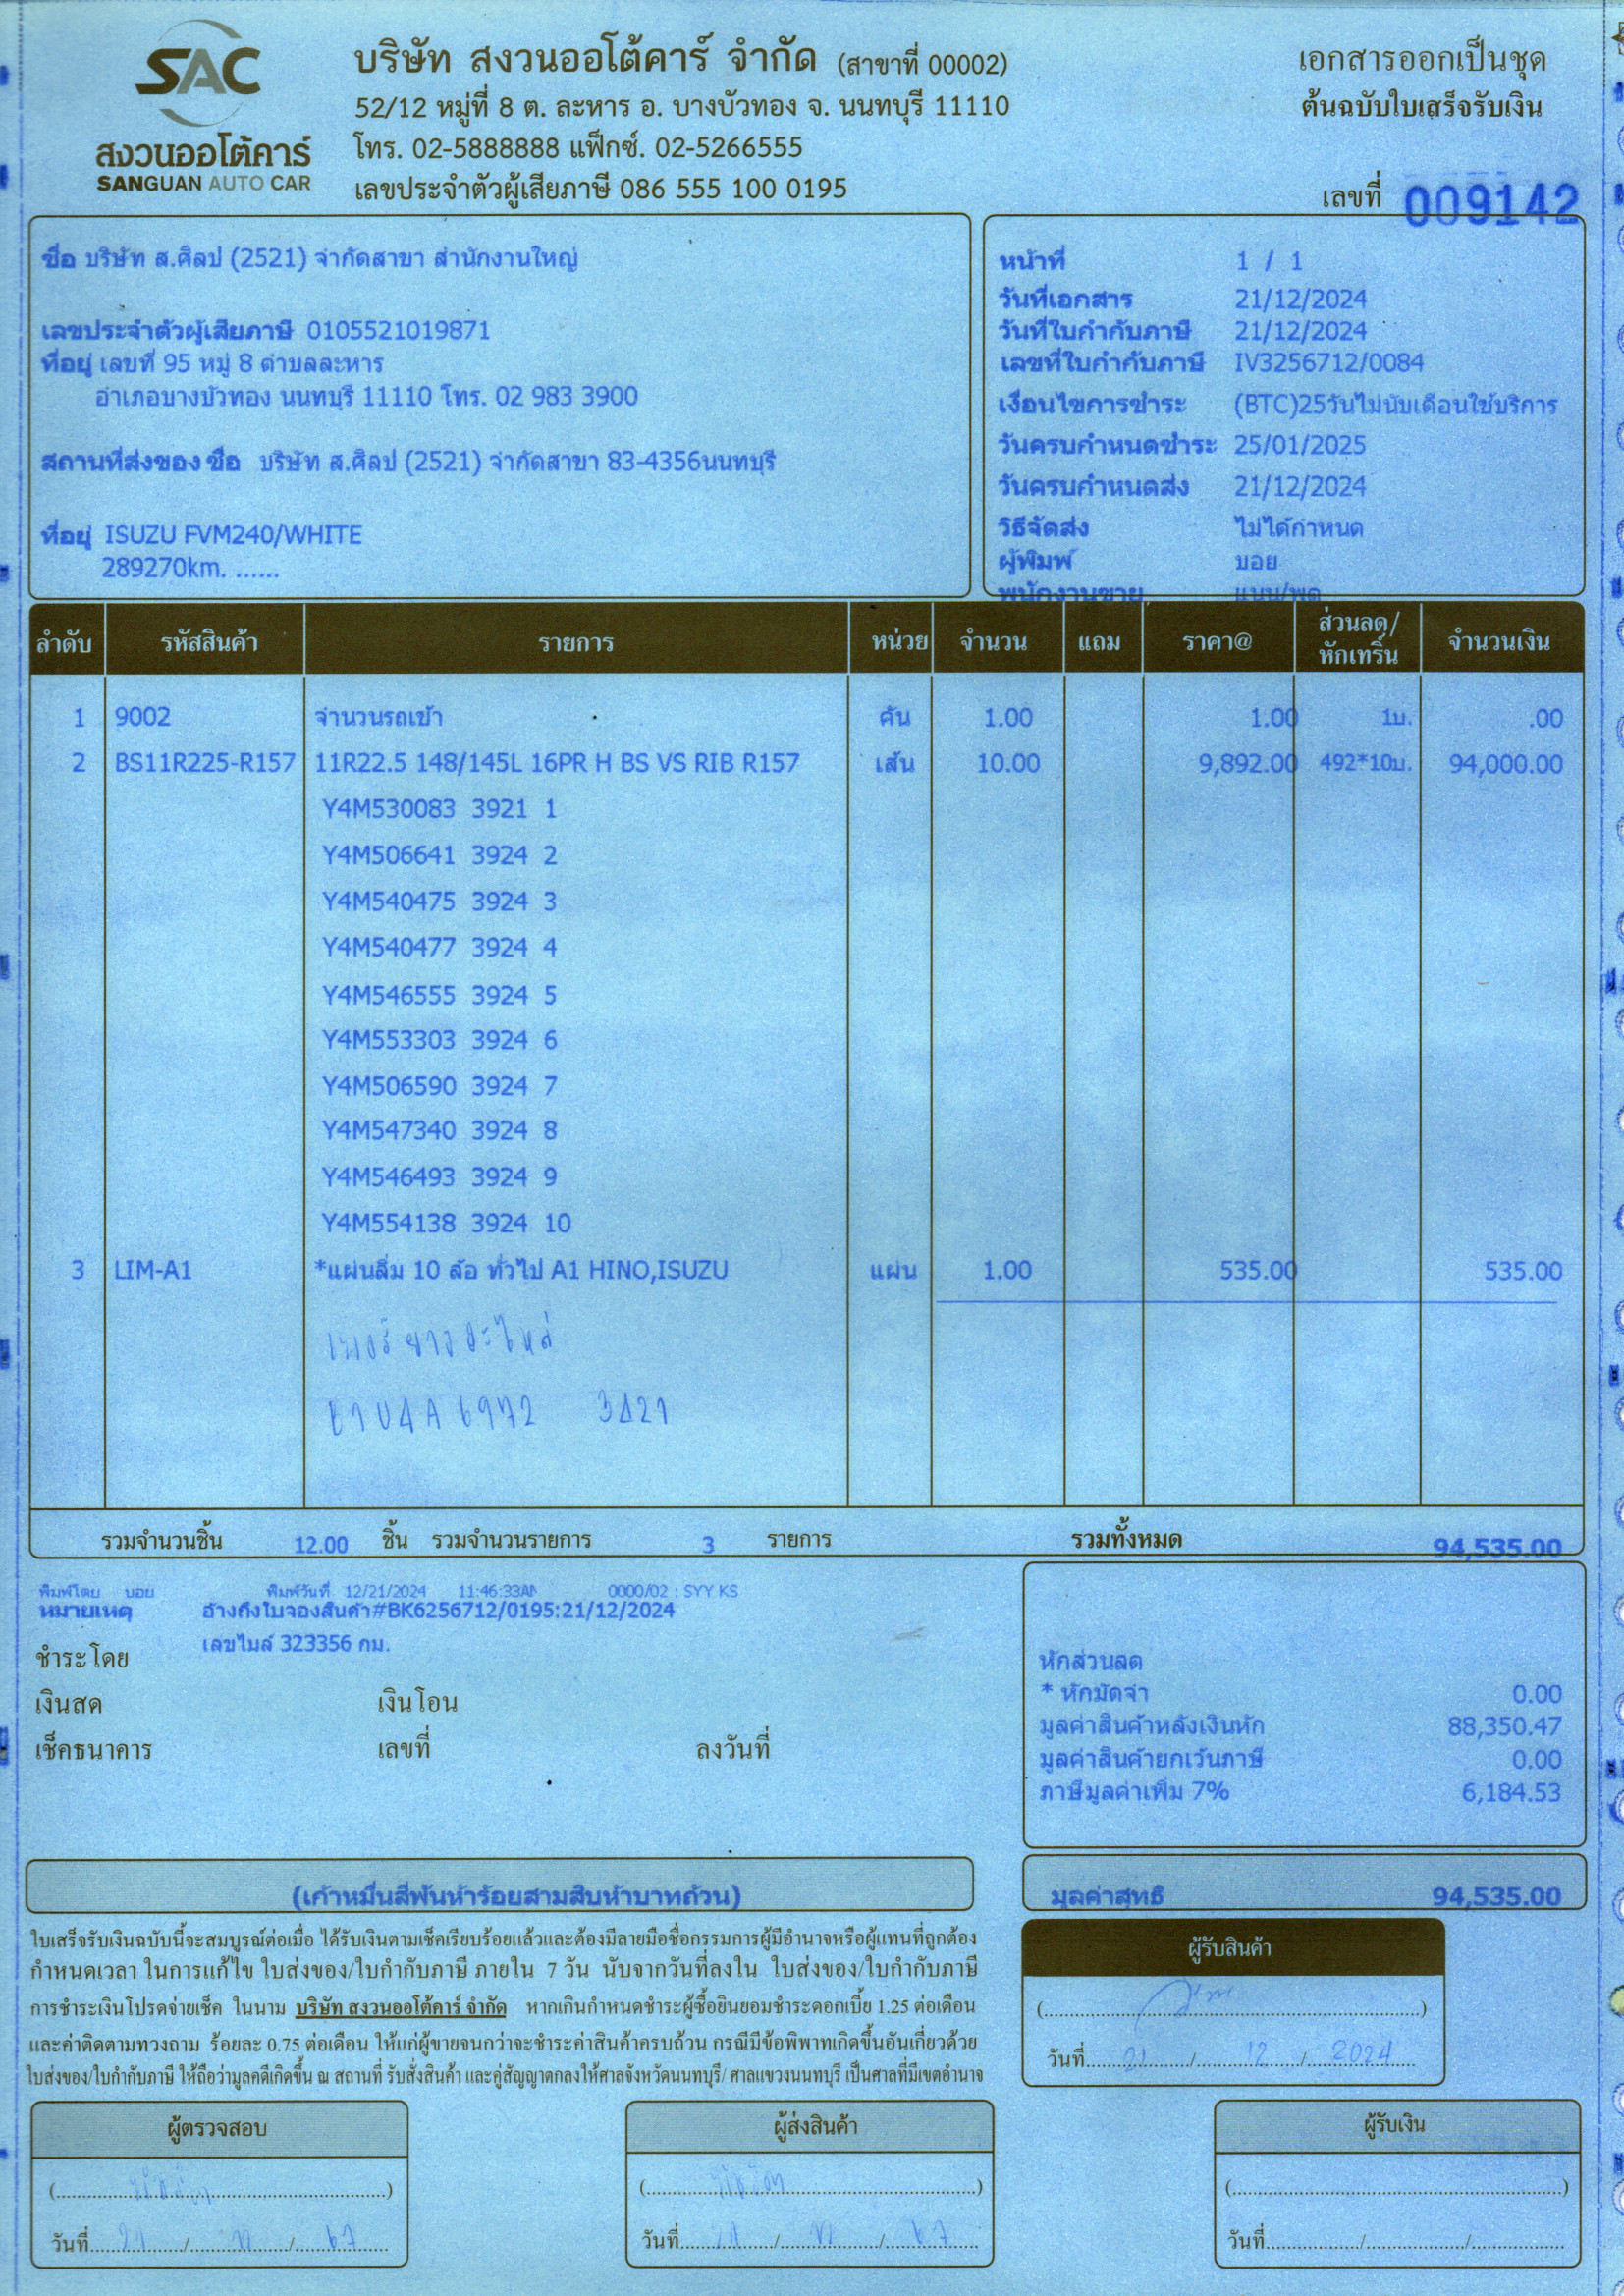 SAC
สงวนออโต้คาร์
SANGUAN AUTO CAR
บริษัท สงวนออโต้คาร์ จำกัด (สาขาที่ 00002)
52/12 หมู่ที่ 8 ต. ละหาร อ. บางบัวทอง จ. นนทบุรี 11110
โทร. 02-5888888 แฟ็กซ์. 02-5266555
เลขประจำตัวผู้เสียภาษี 086 555 100 0195
เอกสารออกเป็นชุด
ต้นฉบับใบเสร็จรับเงิน
เลขที่ 009142
ชื่อ บริษัท ส.ศิลป (2521) จำกัดสาขา สำนักงานใหญ่
เลขประจำตัวผู้เสียภาษี 0105521019871
ที่อยู่ เลขที่ 95 หมู่ 8 ตำบลละหาร
อำเภอบางบัวทอง นนทบุรี 11110 โทร. 02 983 3900
สถานที่ส่งของ ชื่อ บริษัท ส.ศิลป (2521) จำกัดสาขา 83-4356นนทบุรี
ที่อยู่ ISUZU FVM240/WHITE
289270km. ......
หน้าที่ 1 / 1
วันที่เอกสาร 21/12/2024
วันที่ใบกำกับภาษี 21/12/2024
เลขที่ใบกำกับภาษี IV3256712/0084
เงื่อนไขการชำระ (BTC)25วันไม่นับเดือนใช้บริการ
วันครบกำหนดชำระ 25/01/2025
วันครบกำหนดส่ง 21/12/2024
วิธีจัดส่ง ไม่ได้กำหนด
ผู้พิมพ์ บอย
พนักงานขาย
ลำดับ รหัสสินค้า รายการ หน่วย จำนวน แถม ราคา@ ส่วนลด/หักเทริ์น จำนวนเงิน
1 9002 จำนวนรถเข้า คัน 1.00 1.00 1บ. .00
2 BS11R225-R157 11R22.5 148/145L 16PR H BS VS RIB R157 เส้น 10.00 9,892.00 492*10บ. 94,000.00
Y4M530083 3921 1
Y4M506641 3924 2
Y4M540475 3924 3
Y4M540477 3924 4
Y4M546555 3924 5
Y4M553303 3924 6
Y4M506590 3924 7
Y4M547340 3924 8
Y4M546493 3924 9
Y4M554138 3924 10
3 LIM-A1 *แผ่นลิ่ม 10 ล้อ ทั่วไป A1 HINO,ISUZU แผ่น 1.00 535.00 535.00
เบอร์ ยางอะไหล่
รวมจำนวนชิ้น 12.00 ชิ้น รวมจำนวนรายการ 3 รายการ รวมทั้งหมด 94,535.00
พิมพ์โดย บอย พิมพ์วันที่ 12/21/2024 11:46:33AM 0000/02 : SYY KS
หมายเหตุ อ้างถึงใบจองสินค้า#BK6256712/0195:21/12/2024
เลขไมล์ 323356 กม.
ชำระโดย
เงินสด เงินโอน
เช็คธนาคาร เลขที่ ลงวันที่
หักส่วนลด
* หักมัดจำ 0.00
มูลค่าสินค้าหลังเงินหัก 88,350.47
มูลค่าสินค้ายกเว้นภาษี 0.00
ภาษีมูลค่าเพิ่ม 7% 6,184.53
(เก้าหมื่นสี่พันห้าร้อยสามสิบห้าบาทถ้วน)
มูลค่าสุทธิ 94,535.00
ใบเสร็จรับเงินฉบับนี้จะสมบูรณ์ต่อเมื่อ ได้รับเงินตามเช็คเรียบร้อยแล้วและต้องมีลายมือชื่อกรรมการผู้มีอำนาจหรือผู้แทนที่ถูกต้อง
กำหนดเวลา ในการแก้ไข ใบส่งของ/ใบกำกับภาษี ภายใน 7 วัน นับจากวันที่ลงใน ใบส่งของ/ใบกำกับภาษี
การชำระเงินโปรดจ่ายเช็ค ในนาม บริษัท สงวนออโต้คาร์ จำกัด หากเกินกำหนดชำระผู้ซื้อยินยอมชำระดอกเบี้ย 1.25 ต่อเดือน
และค่าติดตามทวงถาม ร้อยละ 0.75 ต่อเดือน ให้แก่ผู้ขายจนกว่าจะชำระค่าสินค้าครบถ้วน กรณีมีข้อพิพาทเกิดขึ้นอันเกี่ยวด้วย
ใบส่งของ/ใบกำกับภาษี ให้ถือว่ามูลคดีเกิดขึ้น ณ สถานที่ รับสั่งสินค้า และคู่สัญญาตกลงให้ศาลจังหวัดนนทบุรี/ ศาลแขวงนนทบุรี เป็นศาลที่มีเขตอำนาจ
ผู้รับสินค้า
วันที่ 21 / 12 / 2024
ผู้ตรวจสอบ
วันที่ 21 / 12 / 67
ผู้ส่งสินค้า
วันที่ 21 / 12 / 67
ผู้รับเงิน
วันที่ / /